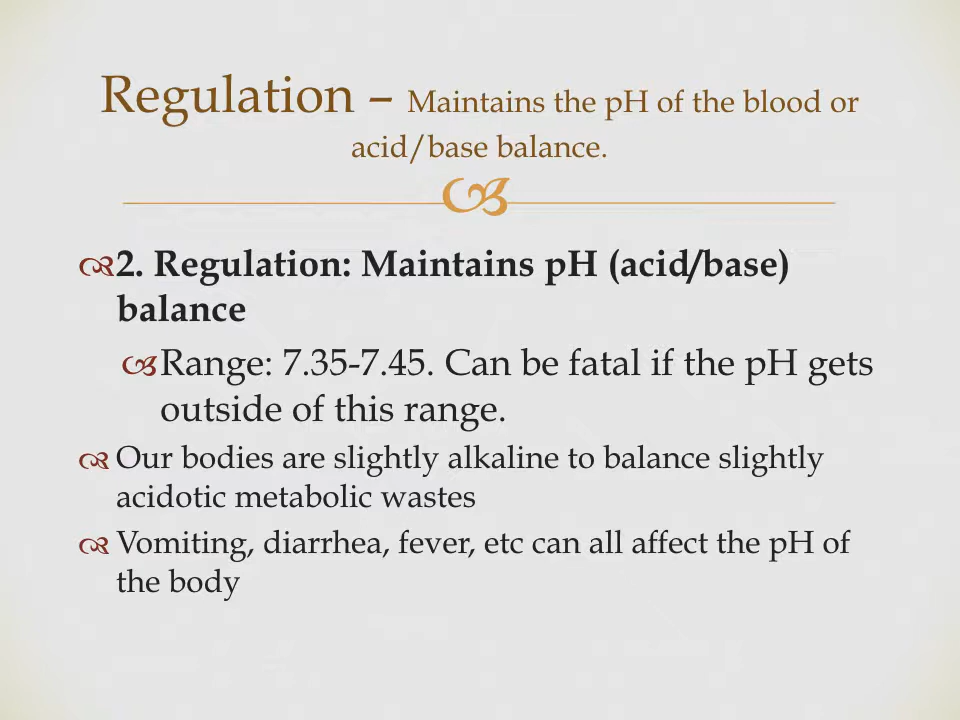 Regulation – Maintains the pH of the blood or
acid/base balance.
2. Regulation: Maintains pH (acid/base)
balance
Range: 7.35-7.45. Can be fatal if the pH gets
outside of this range.
Our bodies are slightly alkaline to balance slightly
acidotic metabolic wastes
Vomiting, diarrhea, fever, etc can all affect the pH of
the body